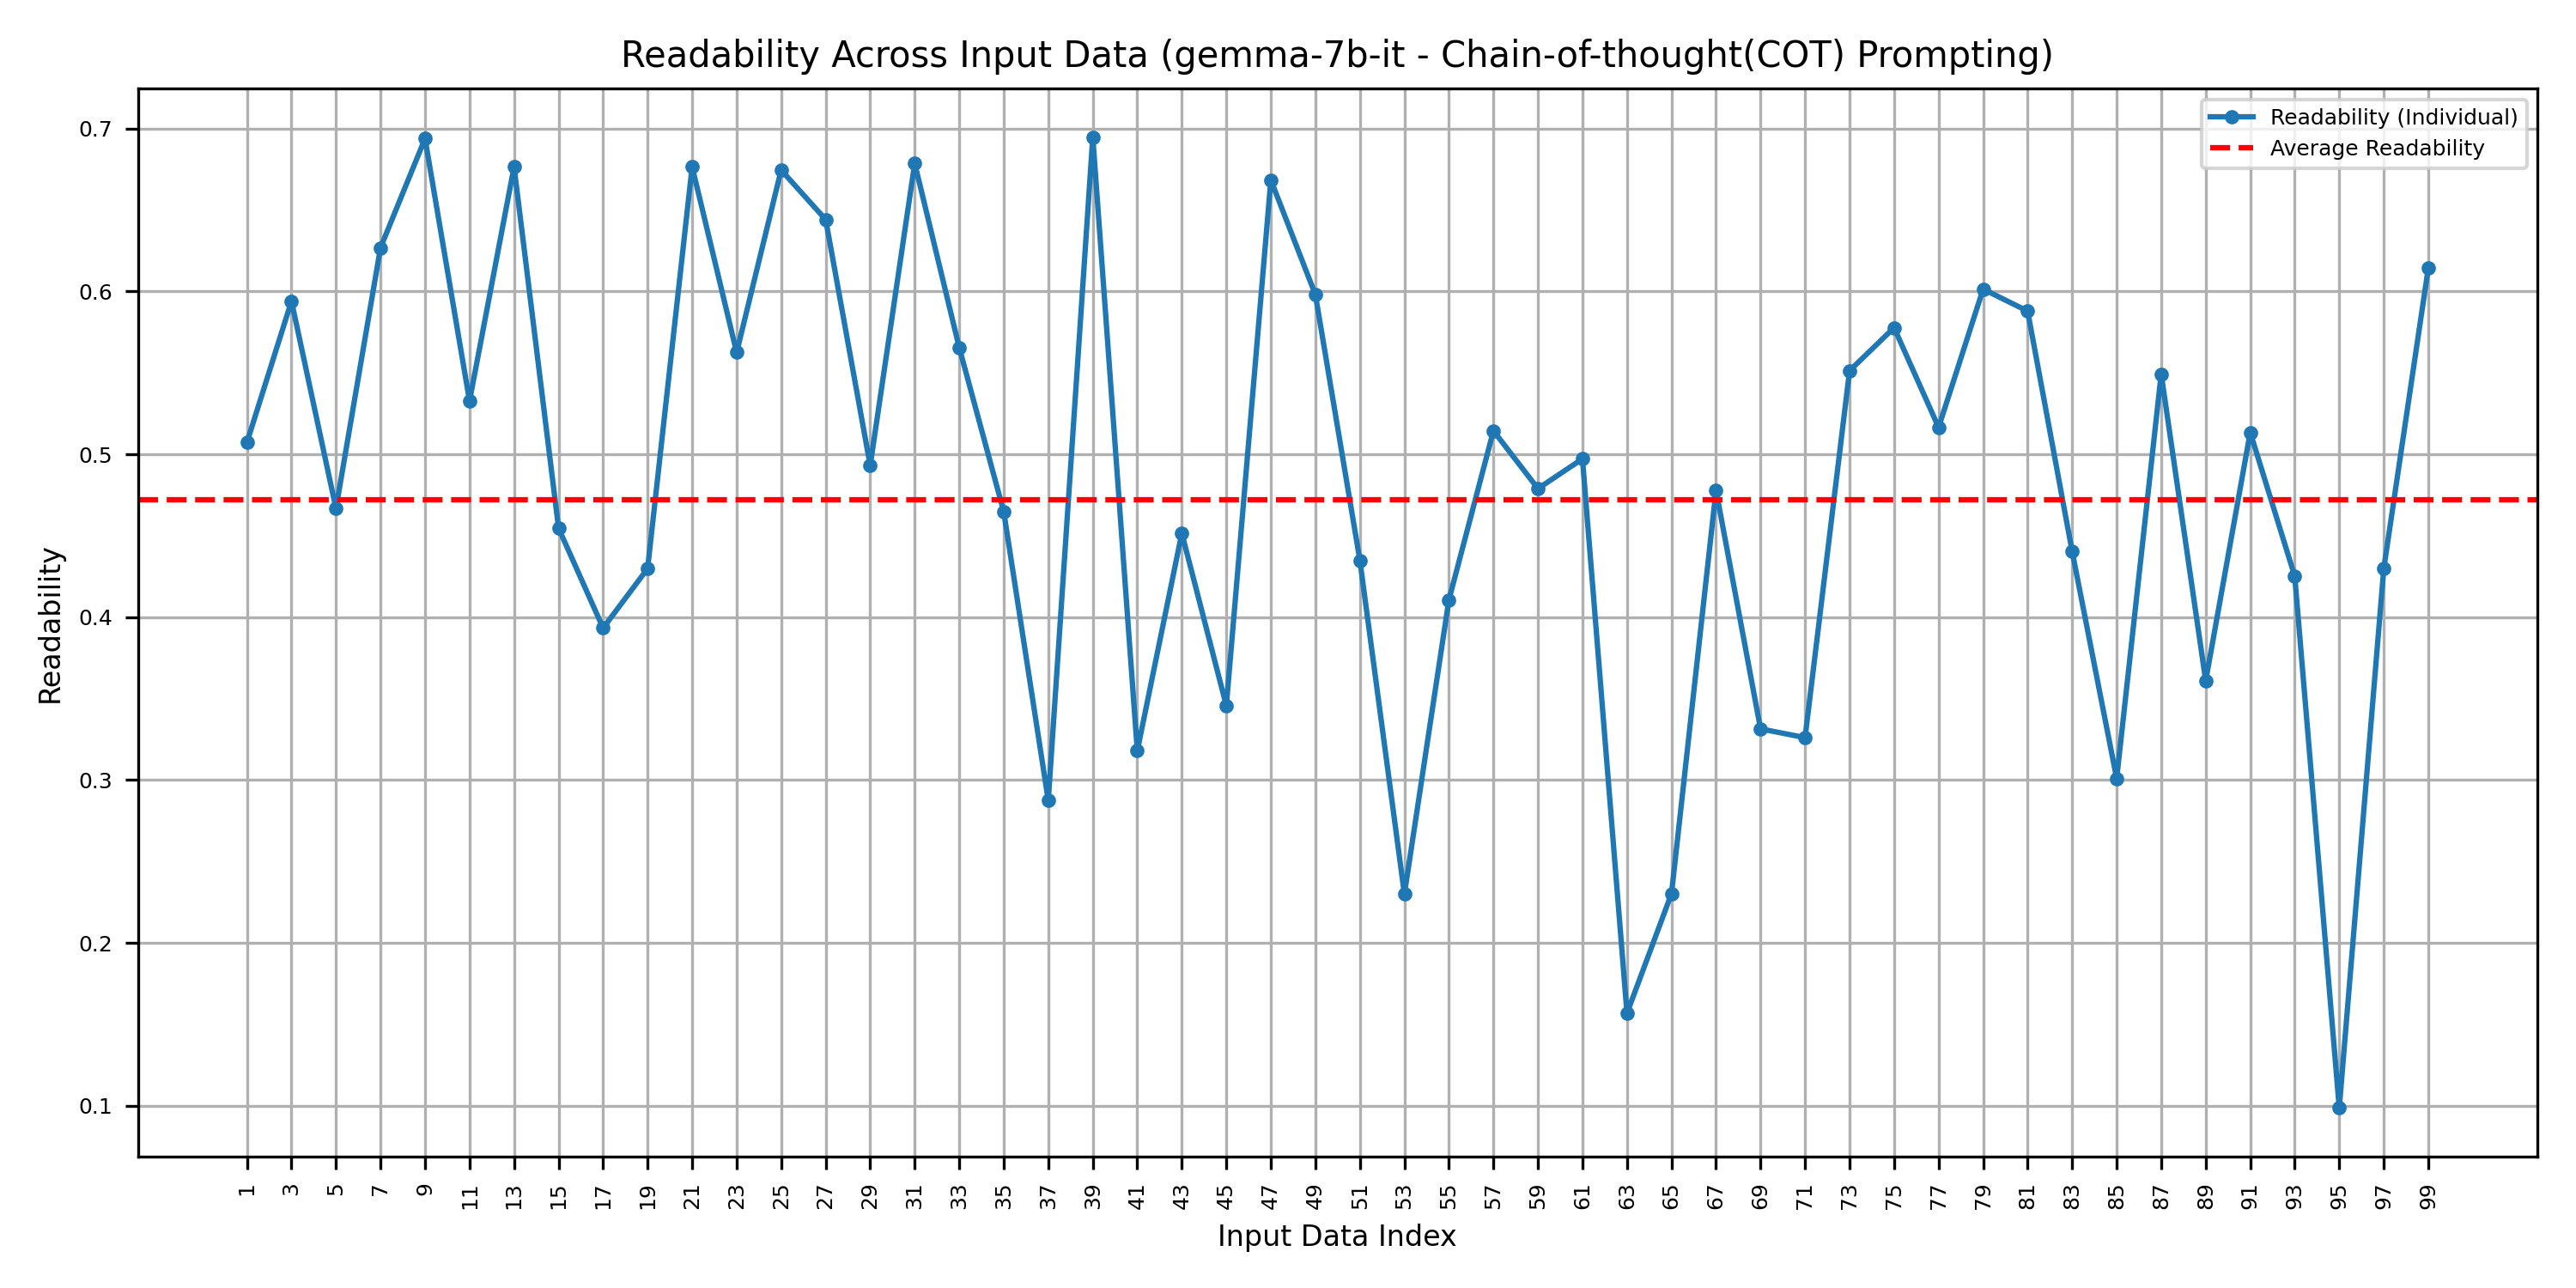 Readability Across Input Data (gemma-7b-it - Chain-of-thought(COT) Prompting)
Readability (Individual)
Average Readability
Readability
0.7
0.6
0.5
0.4
0.3
0.2
0.1
1 3 5 7 9 11 13 15 17 19 21 23 25 27 29 31 33 35 37 39 41 43 45 47 49 51 53 55 57 59 61 63 65 67 69 71 73 75 77 79 81 83 85 87 89 91 93 95 97 99
Input Data Index